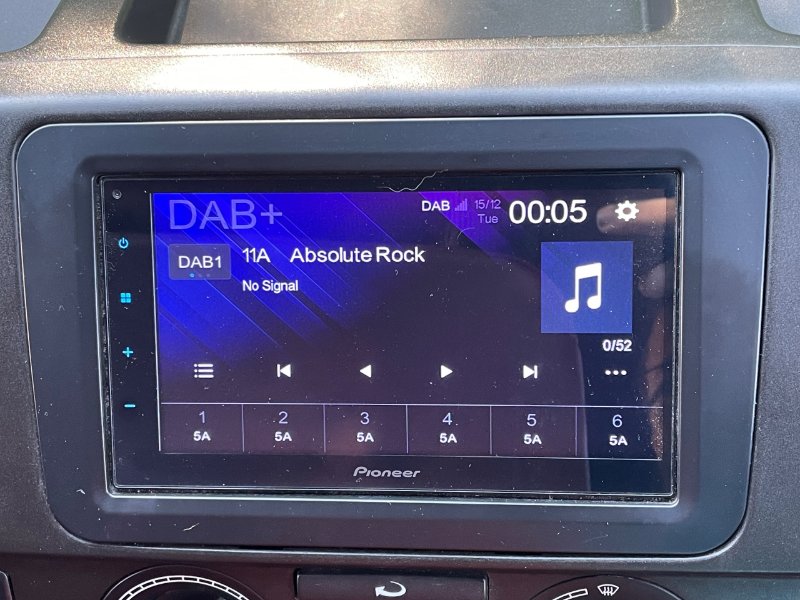 DAB+
DAB 15/12 Tue 00:05
DAB1 11A Absolute Rock
No Signal
0/52
1 2 3 4 5 6
5A 5A 5A 5A 5A 5A
Pioneer